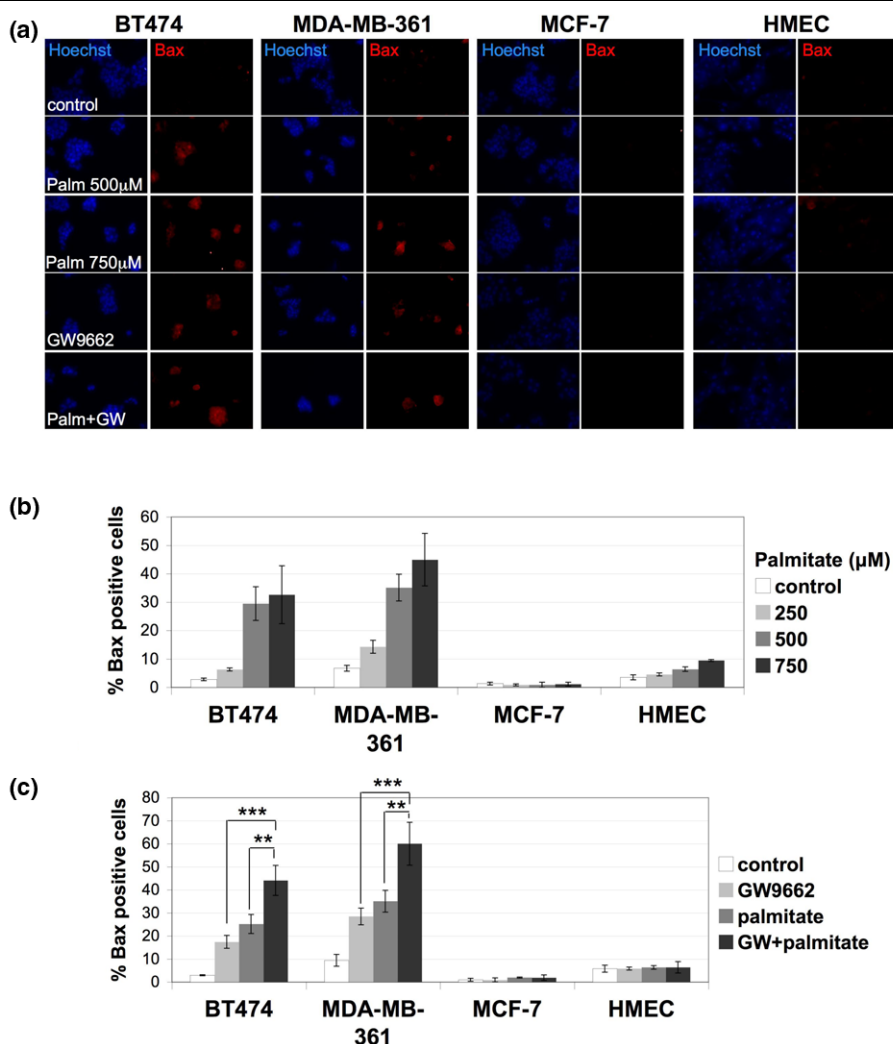 (a)
BT474 MDA-MB-361 MCF-7 HMEC
Hoechst Bax Hoechst Bax Hoechst Bax Hoechst Bax
control
Palm 500µM
Palm 750µM
GW9662
Palm+GW
(b)
% Bax positive cells
60
50
40
30
20
10
0
BT474 MDA-MB- MCF-7 HMEC
361
Palmitate (µM)
control
250
500
750
(c)
% Bax positive cells
80
70
60
50
40
30
20
10
0
*** **
*** **
BT474 MDA-MB- MCF-7 HMEC
361
control
GW9662
palmitate
GW+palmitate